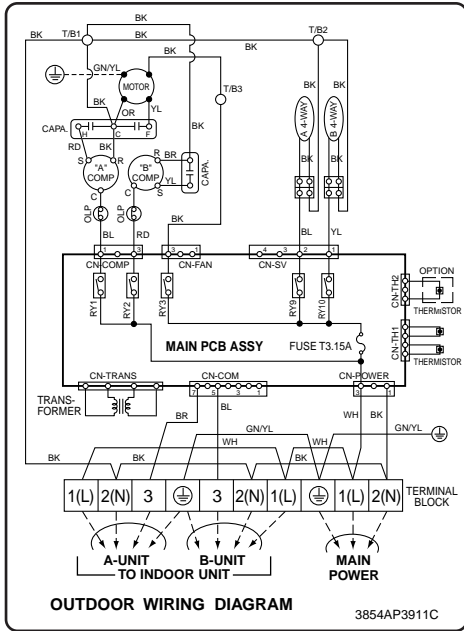 BK
BK T/B1 BK T/B2
BK
GN/YL BK
MOTOR
BK
YL
OR
T/B3
BK
CAPA. H C F
RD BK
S R R BR
"A" COMP "B" COMP
YL
C C S
CAPA.
BK
A 4-WAY
B 4-WAY
BK BK
OLP OLP
BL RD BK BL YL
1 3 3 1 4 3 2 1
CN-COMP CN-FAN CN-SV
CN-TH2
OPTION
THERMISTOR
CN-TH1
THERMISTOR
RY1 RY2 RY3 RY9 RY10
MAIN PCB ASSY FUSE T3.15A
CN-TRANS CN-COM CN-POWER
7 5 3 1 3 1
TRANS-
FORMER
BR BL WH BK
GN/YL GN/YL
WH WH
BK BK BK
1(L) 2(N) 3 3 2(N) 1(L) 1(L) 2(N)
TERMINAL
BLOCK
A-UNIT B-UNIT MAIN
TO INDOOR UNIT POWER
OUTDOOR WIRING DIAGRAM
3854AP3911C